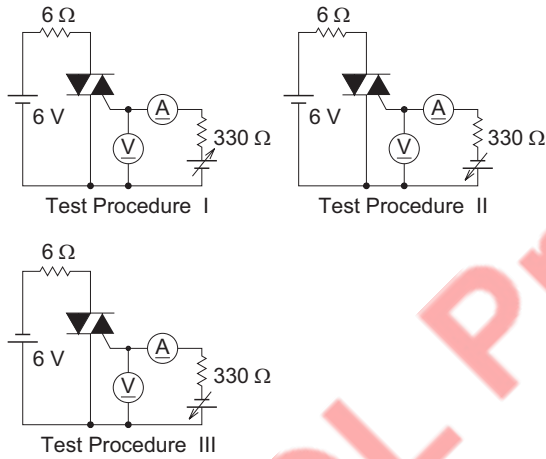 6 Ω
6 V
A
V
330 Ω
Test Procedure I
6 Ω
6 V
A
V
330 Ω
Test Procedure II
6 Ω
6 V
A
V
330 Ω
Test Procedure III